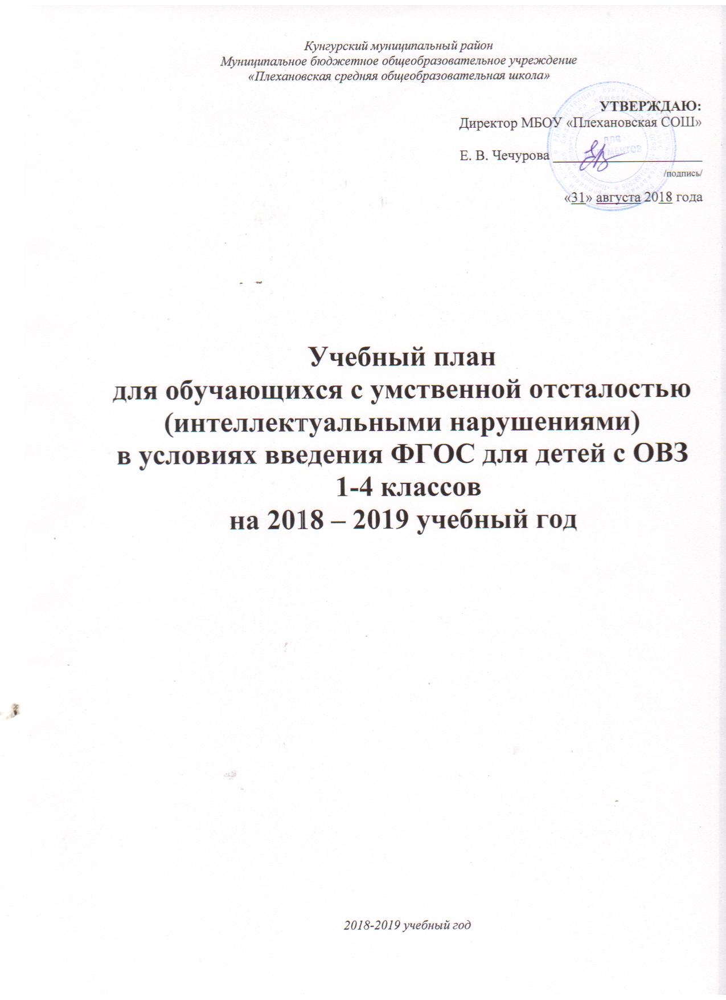 Кунгурский муниципальный район
Муниципальное бюджетное общеобразовательное учреждение
«Плехановская средняя общеобразовательная школа»
УТВЕРЖДАЮ:
Директор МБОУ «Плехановская СОШ»
Е. В. Чечурова
/подпись/
«31» августа 2018 года
ДЛЯ
ДОКУМЕНТОВ
Учебный план
для обучающихся с умственной отсталостью
(интеллектуальными нарушениями)
в условиях введения ФГОС для детей с ОВЗ
1-4 классов
на 2018 – 2019 учебный год
2018-2019 учебный год